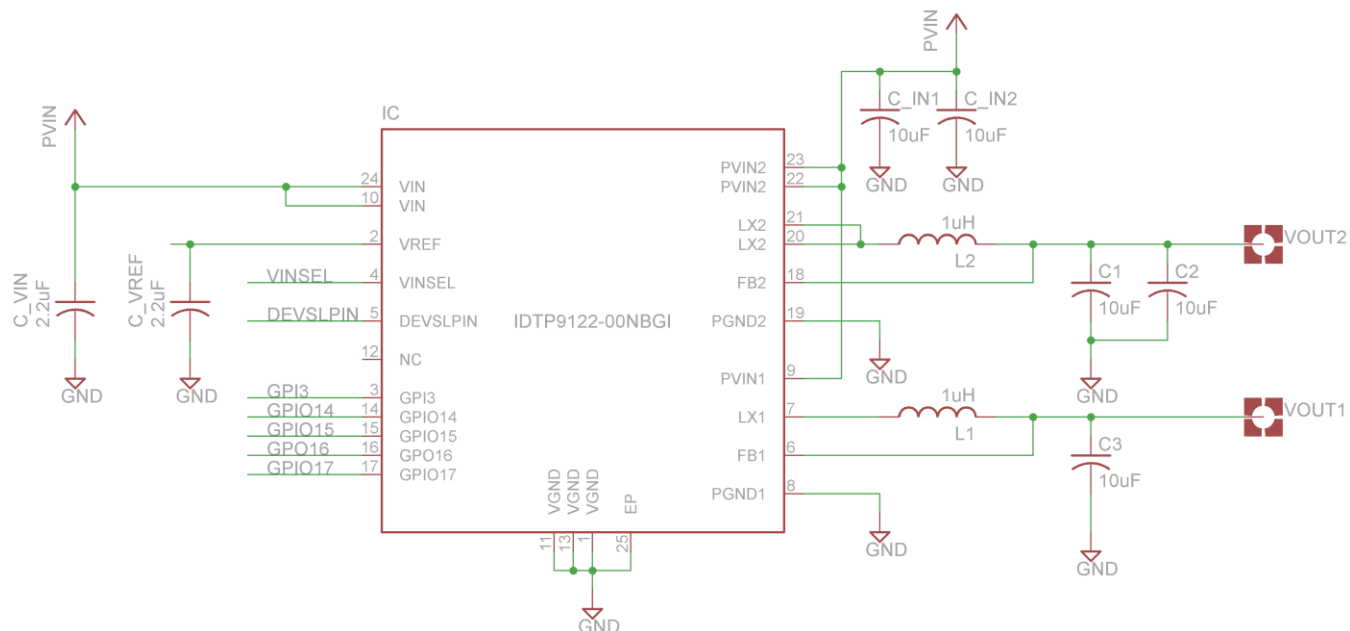 PVIN
IC
C_IN1
10uF
C_IN2
10uF
GND
GND
PVIN
C_VIN
2.2uF
GND
C_VREF
2.2uF
GND
VINSEL
DEVSLPIN
GPI3
GPIO14
GPIO15
GPO16
GPIO17
24 VIN
10 VIN
2 VREF
4 VINSEL
5 DEVSLPIN
12 NC
3 GPI3
14 GPIO14
15 GPIO15
16 GPO16
17 GPIO17
IDTP9122-00NBGI
PVIN2 23
PVIN2 22
LX2 21
LX2 20
FB2 18
PGND2 19
PVIN1 9
LX1 7
FB1 6
PGND1 8
VGND 11
VGND 13
VGND 1
EP 25
GND
1uH
L2
VOUT2
C1
10uF
C2
10uF
GND
GND
1uH
L1
VOUT1
C3
10uF
GND
GND